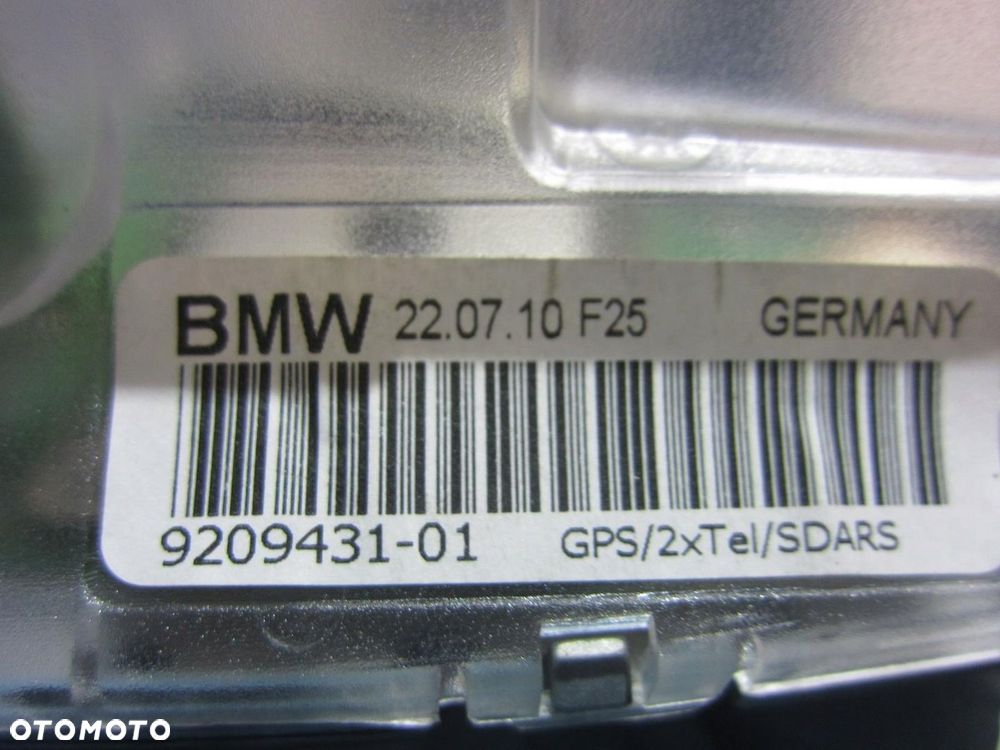 BMW 22.07.10 F25 GERMANY
9209431-01 GPS/2xTel/SDARS
OTOMOTO